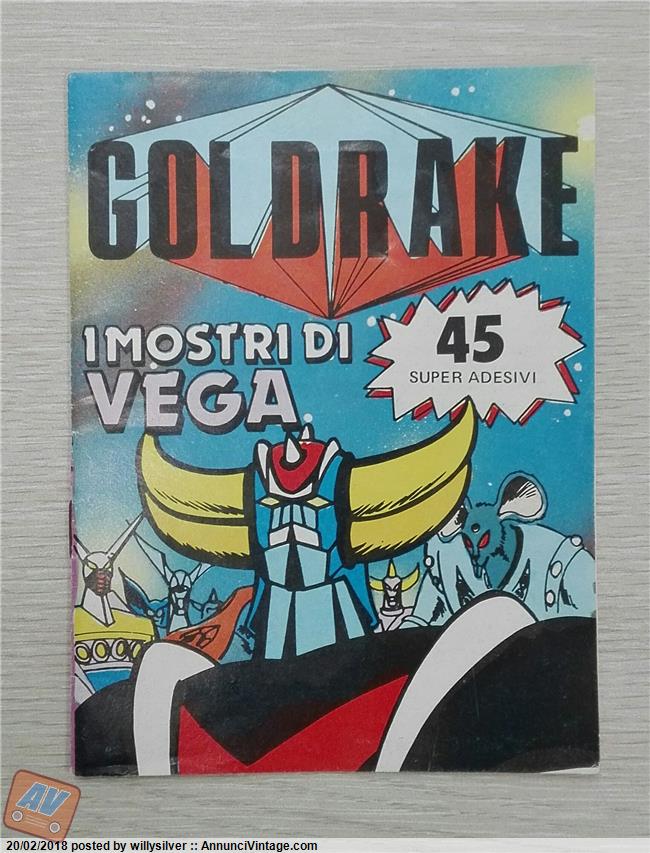 GOLDRAKE
I MOSTRI DI
VEGA
45
SUPER ADESIVI
AV
20/02/2018 posted by willysilver :: AnnunciVintage.com